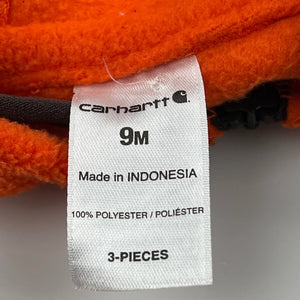 carhartt
9M
Made in INDONESIA
100% POLYESTER / POLIÉSTER
3-PIECES